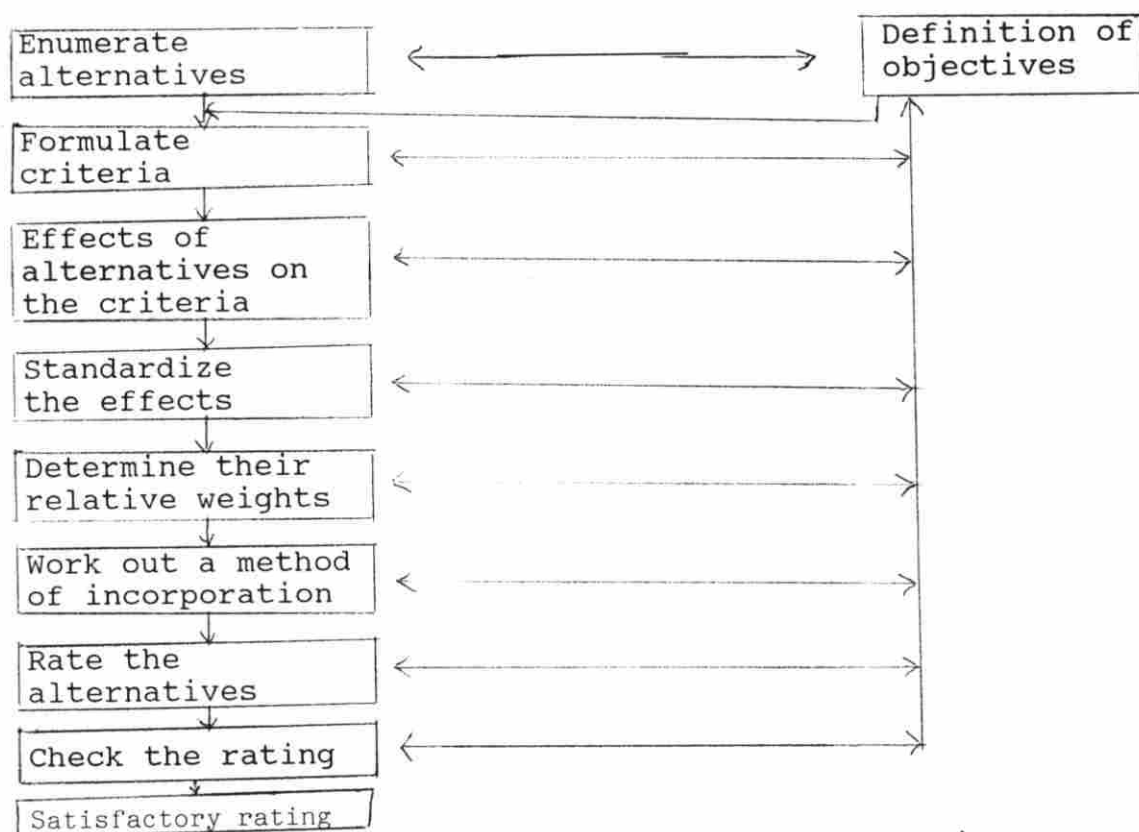 Enumerate
alternatives
Definition of
objectives
Formulate
criteria
Effects of
alternatives on
the criteria
Standardize
the effects
Determine their
relative weights
Work out a method
of incorporation
Rate the
alternatives
Check the rating
Satisfactory rating